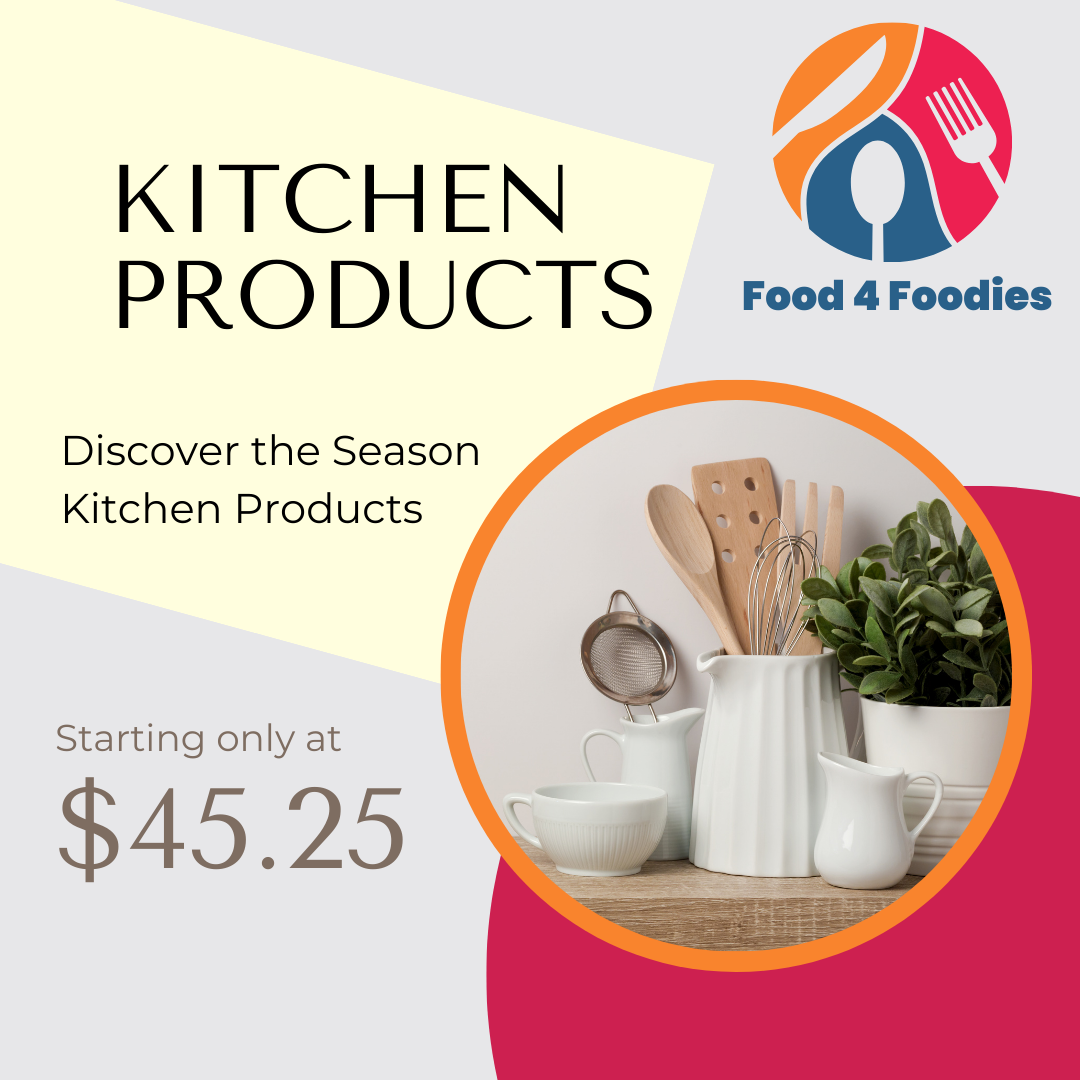 KITCHEN
PRODUCTS
Food 4 Foodies
Discover the Season
Kitchen Products
Starting only at
$45.25